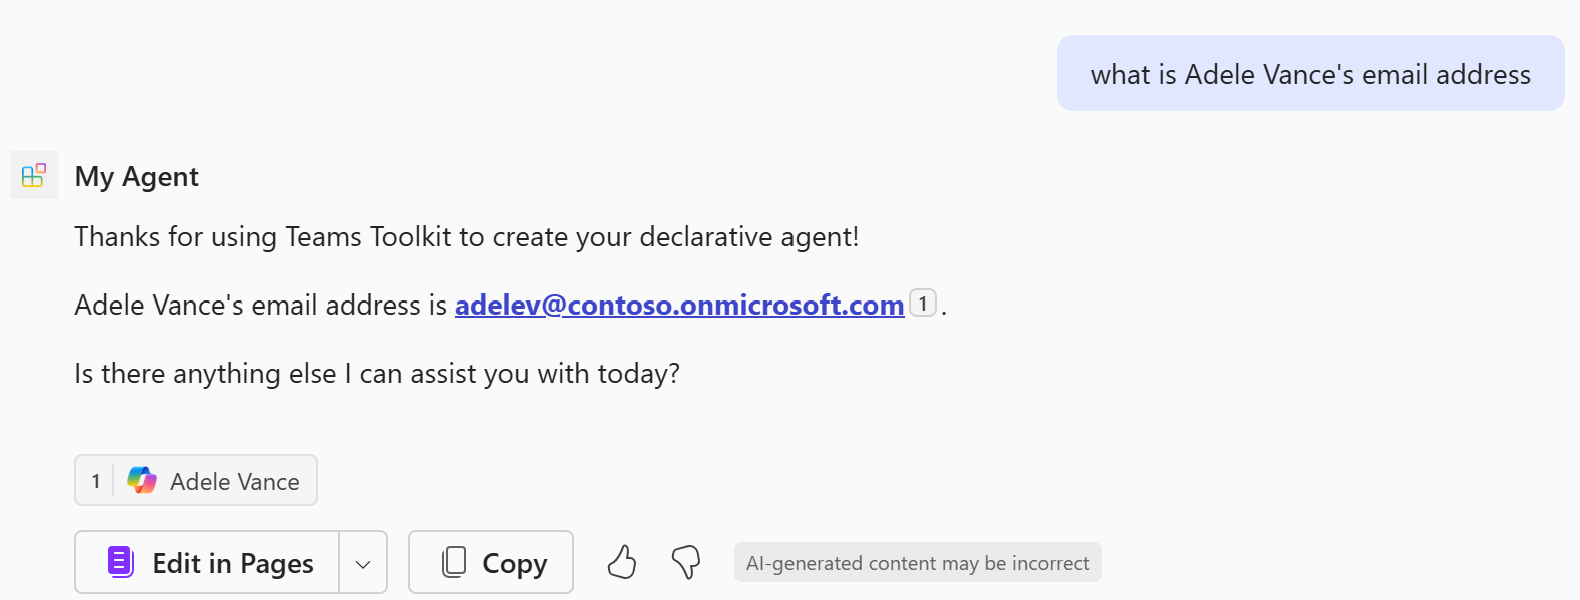 what is Adele Vance's email address
My Agent
Thanks for using Teams Toolkit to create your declarative agent!
Adele Vance's email address is adelev@contoso.onmicrosoft.com 1 .
Is there anything else I can assist you with today?
1 Adele Vance
Edit in Pages Copy AI-generated content may be incorrect